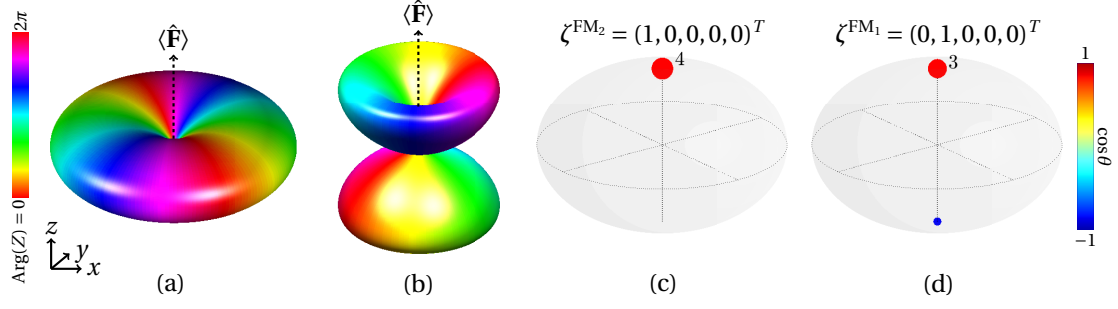 2π
Arg(Z) = 0
⟨F̂⟩
⟨F̂⟩
ζ^FM₂ = (1, 0, 0, 0, 0)^T
ζ^FM₁ = (0, 1, 0, 0, 0)^T
4
3
1
cos θ
−1
z
y
x
(a)
(b)
(c)
(d)